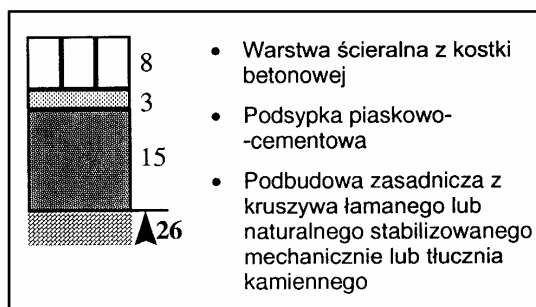 8
3
15
26
• Warstwa ścieralna z kostki
betonowej
• Podsypka piaskowo-
-cementowa
• Podbudowa zasadnicza z
kruszywa łamanego lub
naturalnego stabilizowanego
mechanicznie lub tłucznia
kamiennego